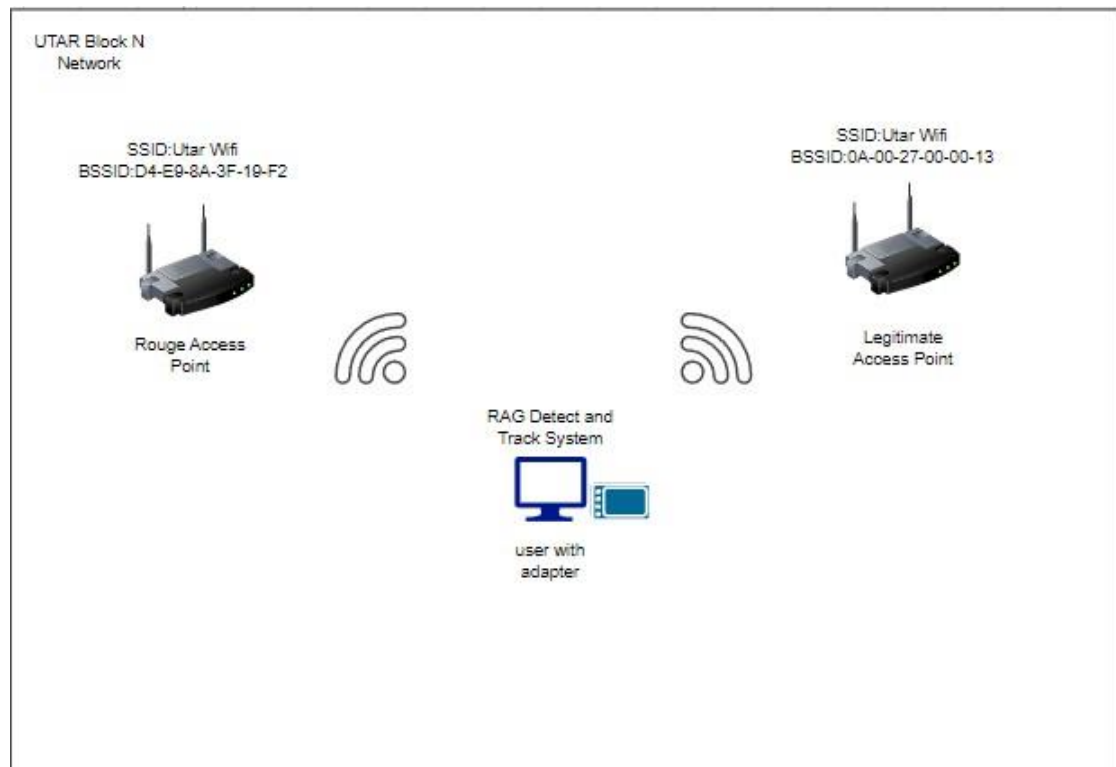 UTAR Block N
Network
SSID:Utar Wifi
BSSID:D4-E9-8A-3F-19-F2
Rouge Access
Point
SSID:Utar Wifi
BSSID:0A-00-27-00-00-13
Legitimate
Access Point
RAG Detect and
Track System
user with
adapter